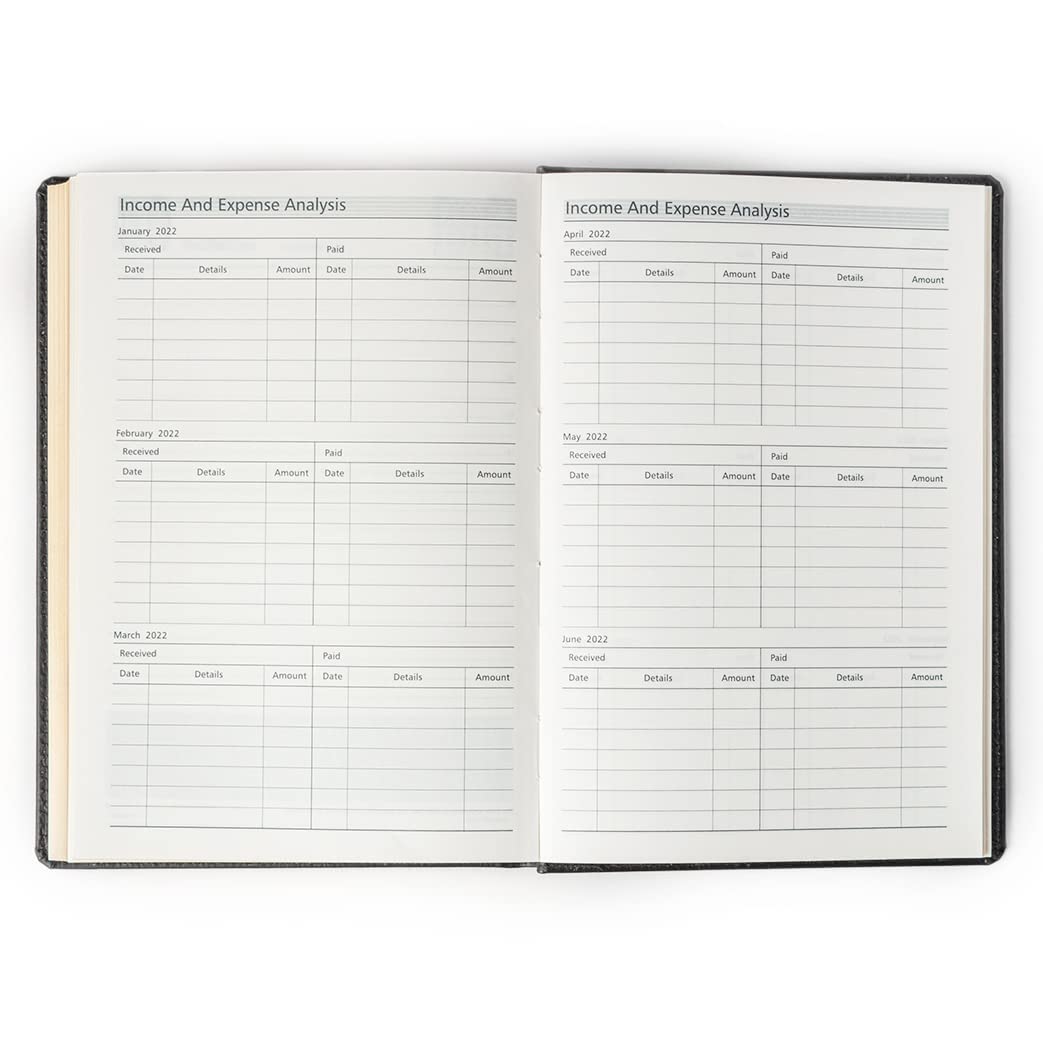 Income And Expense Analysis
January 2022
Received Paid
Date Details Amount Date Details Amount
February 2022
Received Paid
Date Details Amount Date Details Amount
March 2022
Received Paid
Date Details Amount Date Details Amount
Income And Expense Analysis
April 2022
Received Paid
Date Details Amount Date Details Amount
May 2022
Received Paid
Date Details Amount Date Details Amount
June 2022
Received Paid
Date Details Amount Date Details Amount